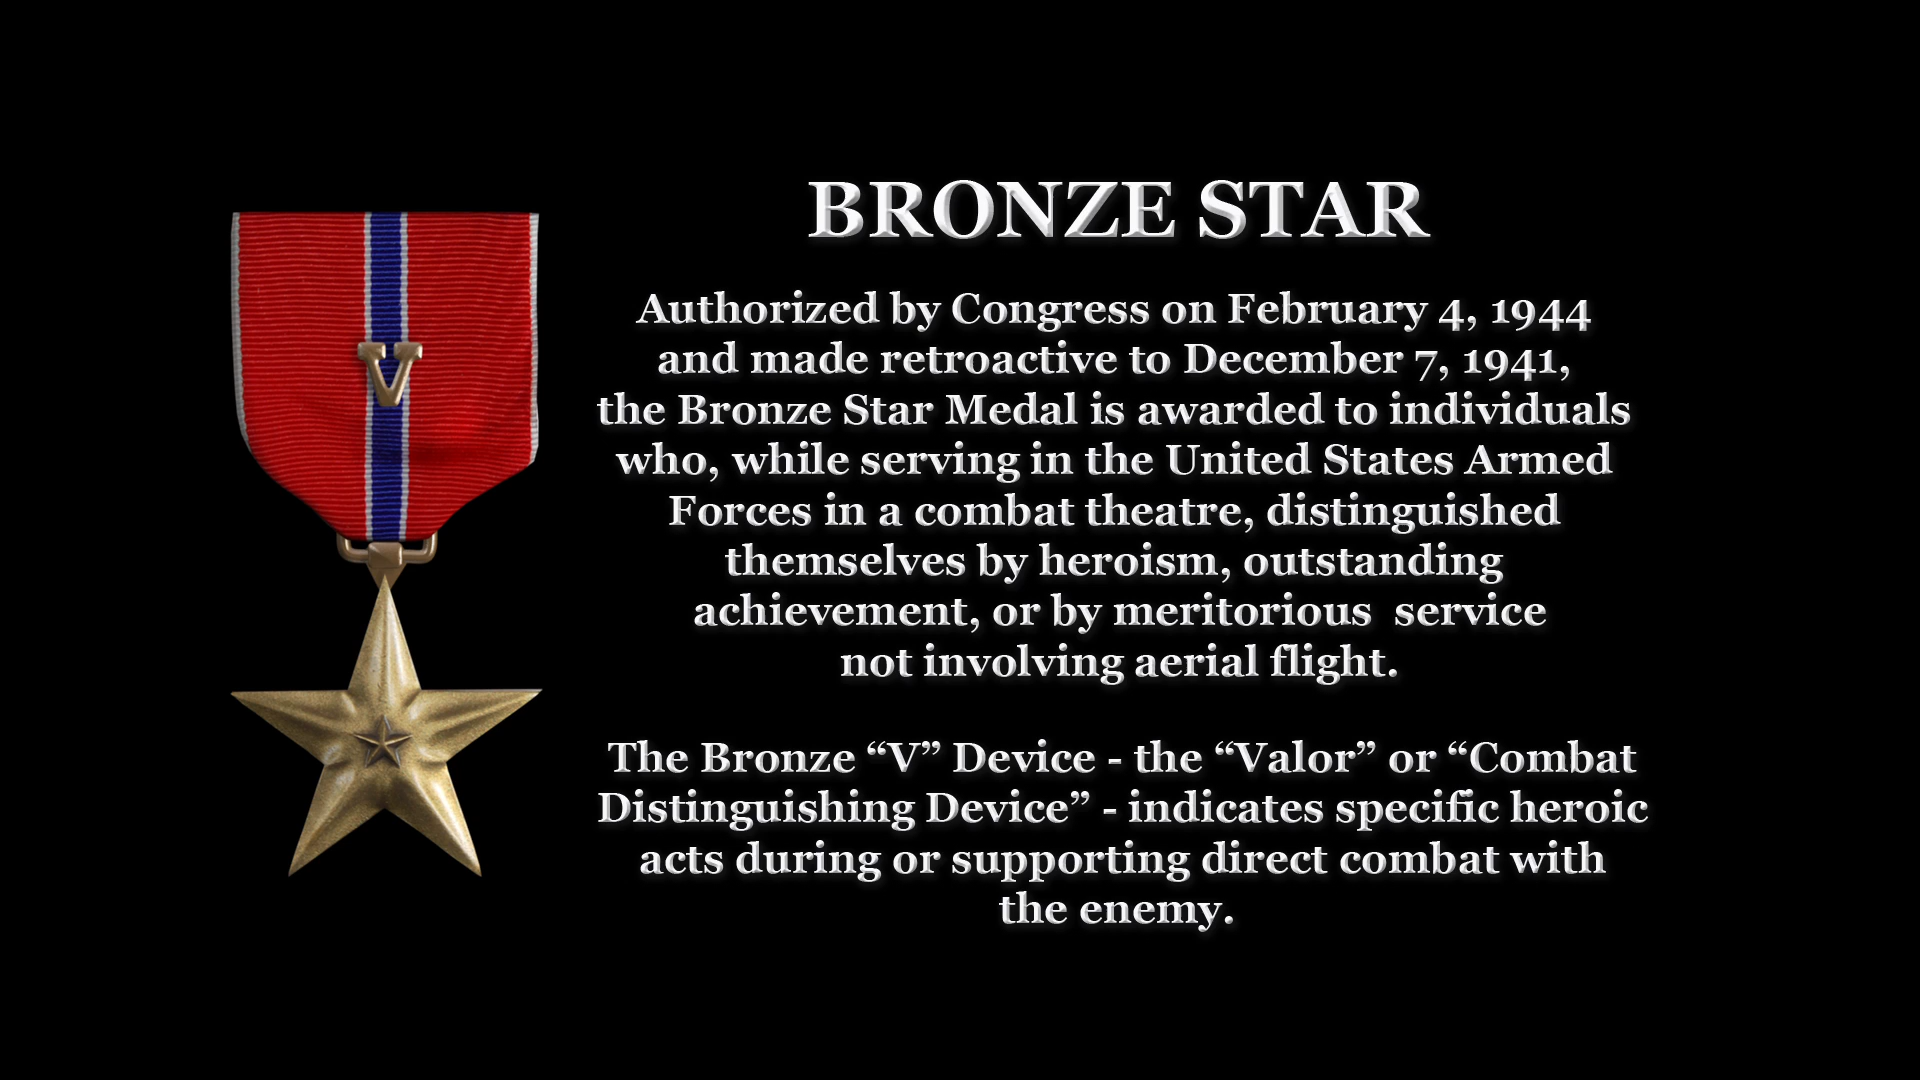 BRONZE STAR
Authorized by Congress on February 4, 1944
and made retroactive to December 7, 1941,
the Bronze Star Medal is awarded to individuals
who, while serving in the United States Armed
Forces in a combat theatre, distinguished
themselves by heroism, outstanding
achievement, or by meritorious  service
not involving aerial flight.
The Bronze “V” Device - the “Valor” or “Combat
Distinguishing Device” - indicates specific heroic
acts during or supporting direct combat with
the enemy.
V